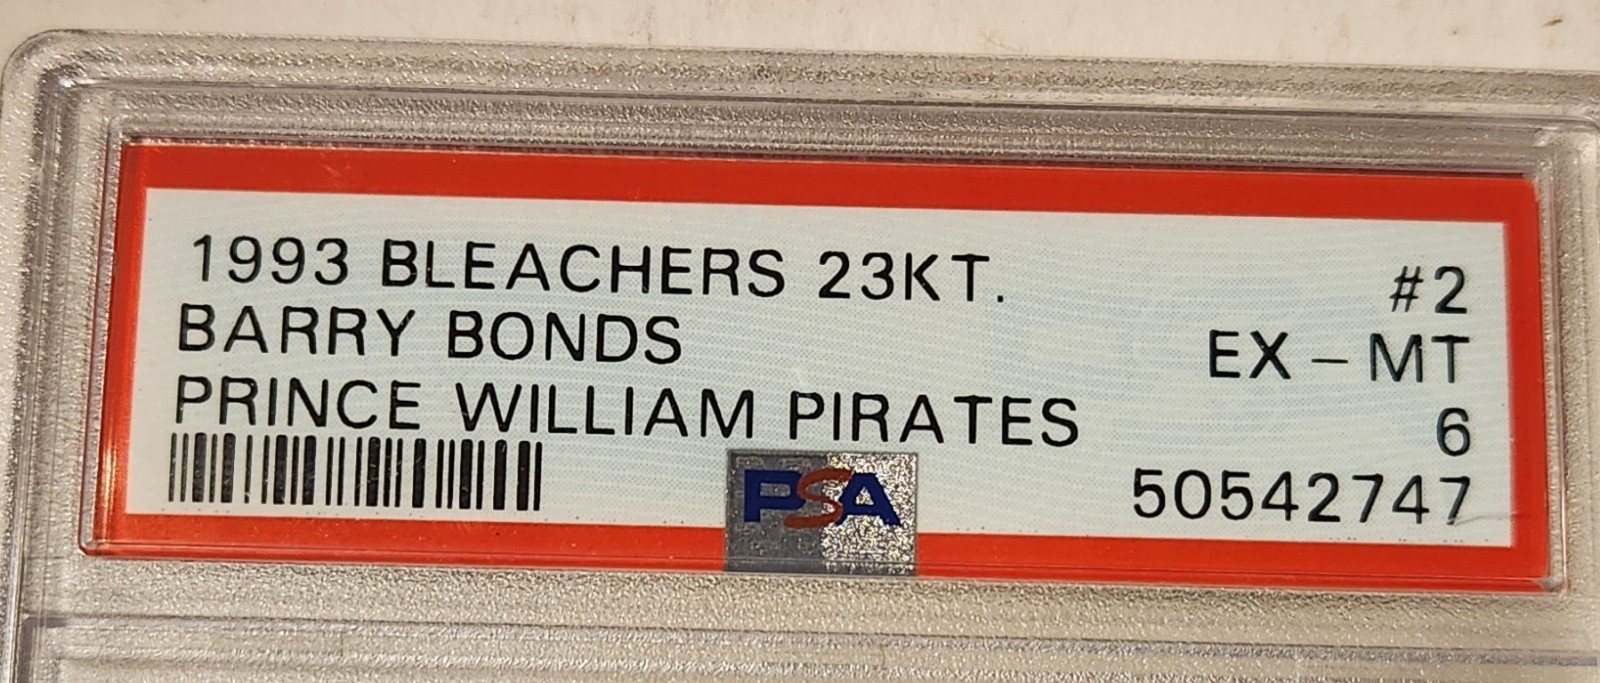 1993 BLEACHERS 23KT. #2
BARRY BONDS EX - MT
PRINCE WILLIAM PIRATES 6
PSA 50542747